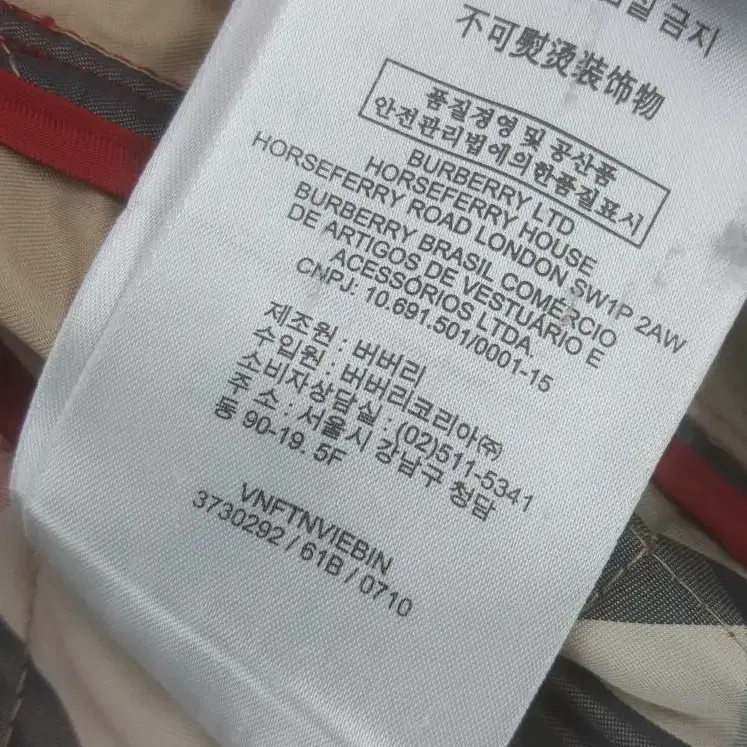 질 금지
不可熨烫装饰物
품질경영 및 공산품
안전관리법에의한품질표시
BURBERRY LTD
HORSEFERRY HOUSE
HORSEFERRY ROAD LONDON SW1P 2AW
BURBERRY BRASIL COMÉRCIO
DE ARTIGOS DE VESTUÁRIO E
ACESSÓRIOS LTDA.
CNPJ: 10.691.501/0001-15
제조원 : 버버리
수입원 : 버버리코리아㈜
소비자상담실 : (02)511-5341
주 소 : 서울시 강남구 청담
동 90-19. 5F
VNFTNVIEBIN
3730292 / 61B / 0710